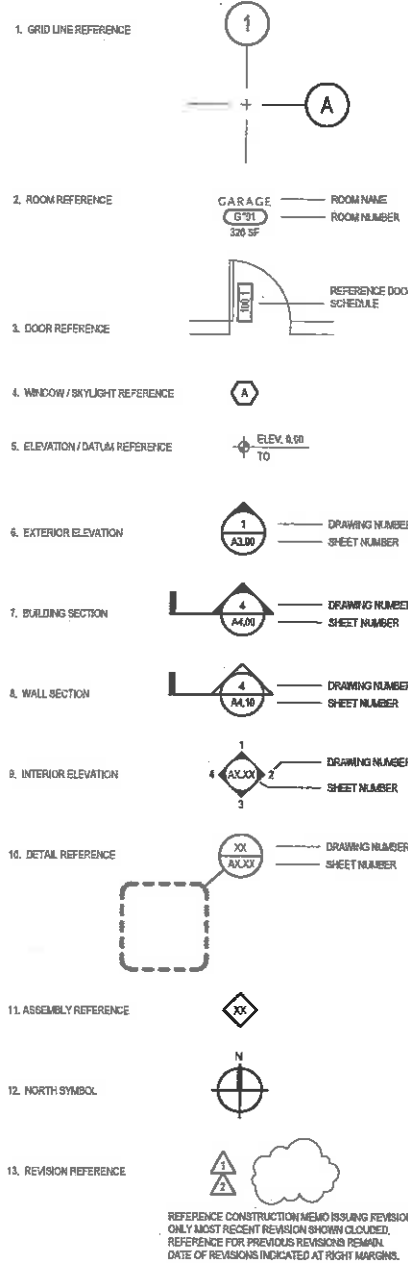 1
1. GRID LINE REFERENCE
A
2. ROOM REFERENCE
GARAGE
ROOM NAME
G101
ROOM NUMBER
326 SF
REFERENCE DOOR
SCHEDULE
100.1
3. DOOR REFERENCE
4. WINDOW / SKYLIGHT REFERENCE
A
5. ELEVATION / DATUM REFERENCE
ELEV. 0.00
TO
6. EXTERIOR ELEVATION
1
DRAWING NUMBER
A3.00
SHEET NUMBER
7. BUILDING SECTION
4
DRAWING NUMBER
A4.00
SHEET NUMBER
8. WALL SECTION
4
DRAWING NUMBER
A4.10
SHEET NUMBER
9. INTERIOR ELEVATION
1
4 AX.XX 2
3
DRAWING NUMBER
SHEET NUMBER
10. DETAIL REFERENCE
XX
DRAWING NUMBER
AX.XX
SHEET NUMBER
11. ASSEMBLY REFERENCE
XX
12. NORTH SYMBOL
N
13. REVISION REFERENCE
1
2
REFERENCE CONSTRUCTION MEMO ISSUING REVISION
ONLY MOST RECENT REVISION SHOWN CLOUDED,
REFERENCE FOR PREVIOUS REVISIONS REMAIN.
DATE OF REVISIONS INDICATED AT RIGHT MARGINS.